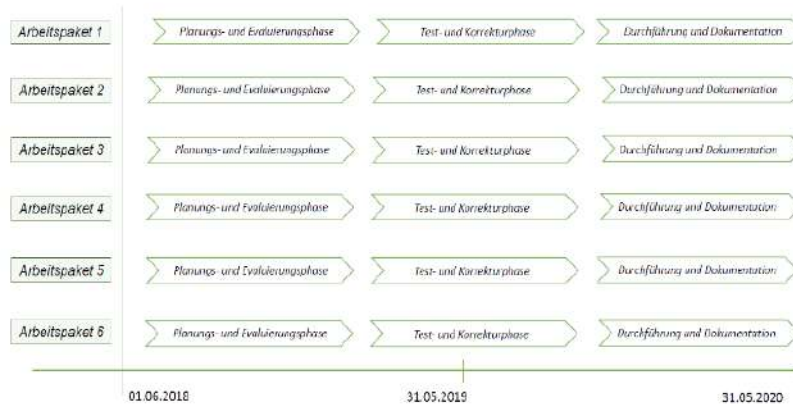 Arbeitspaket 1 Planungs- und Evaluierungsphase Test- und Korrekturphase Durchführung und Dokumentation
Arbeitspaket 2 Planungs- und Evaluierungsphase Test- und Korrekturphase Durchführung und Dokumentation
Arbeitspaket 3 Planungs- und Evaluierungsphase Test- und Korrekturphase Durchführung und Dokumentation
Arbeitspaket 4 Planungs- und Evaluierungsphase Test- und Korrekturphase Durchführung und Dokumentation
Arbeitspaket 5 Planungs- und Evaluierungsphase Test- und Korrekturphase Durchführung und Dokumentation
Arbeitspaket 6 Planungs- und Evaluierungsphase Test- und Korrekturphase Durchführung und Dokumentation
01.06.2018 31.05.2019 31.05.2020